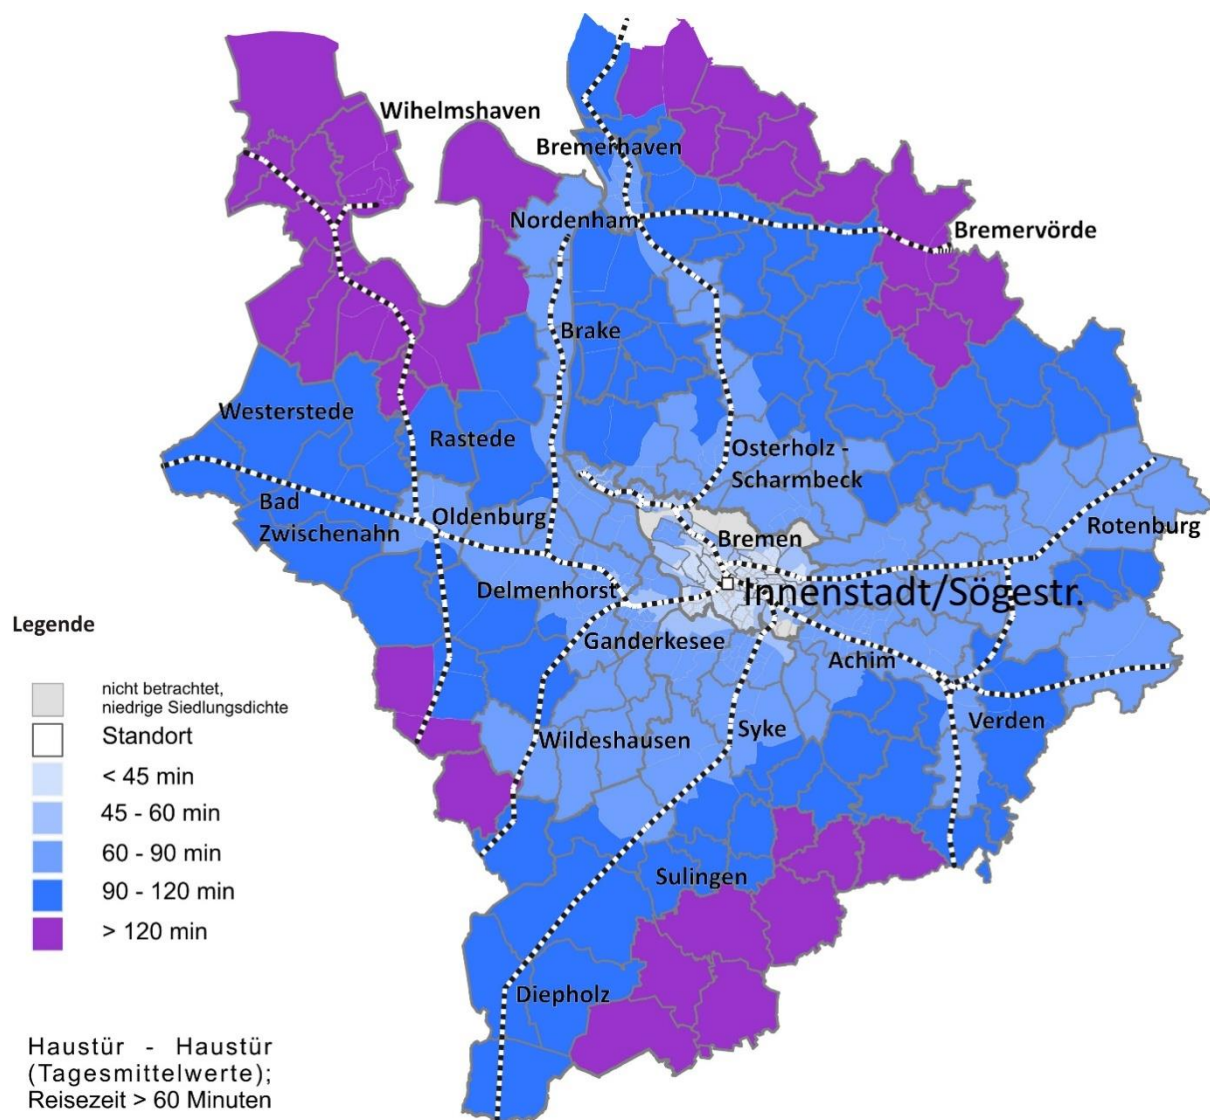 Wihelmshaven
Bremerhaven
Nordenham
Bremervörde
Brake
Westerstede
Rastede
Osterholz -
Scharmbeck
Bad
Zwischenahn
Oldenburg
Bremen
Rotenburg
Delmenhorst
Innenstadt/Sögestr.
Ganderkesee
Achim
Wildeshausen
Syke
Verden
Sulingen
Diepholz
Legende
nicht betrachtet,
niedrige Siedlungsdichte
Standort
< 45 min
45 - 60 min
60 - 90 min
90 - 120 min
> 120 min
Haustür - Haustür
(Tagesmittelwerte);
Reisezeit > 60 Minuten